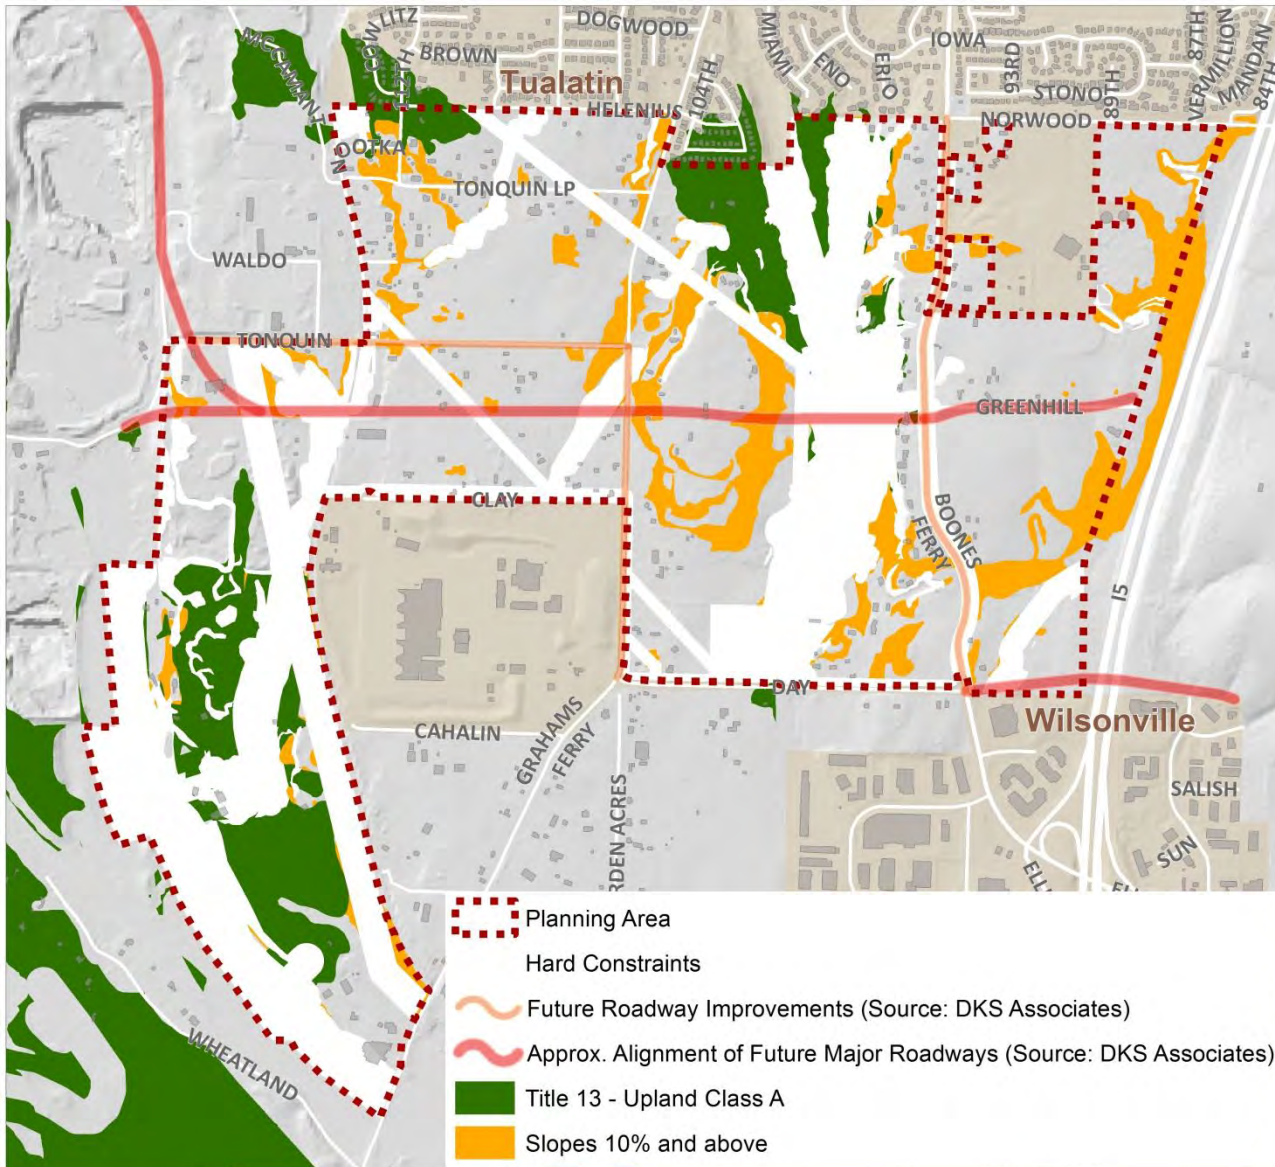 LITZ
DOGWOOD
MIAMI
IOWA
93RD
87TH
VERMILLION
MANDAN
84TH
BROWN
ENO
ERIO
STONO
89TH
Tualatin
104TH
HELENIUS
NORWOOD
TONQUIN LP
WALDO
TONQUIN
GREENHILL
CLAY
BOONES
FERRY
I5
DAY
Wilsonville
CAHALIN
GRAHAMS
FERRY
RDEN ACRES
SALISH
SUN
WHEATLAND
Planning Area
Hard Constraints
Future Roadway Improvements (Source: DKS Associates)
Approx. Alignment of Future Major Roadways (Source: DKS Associates)
Title 13 - Upland Class A
Slopes 10% and above